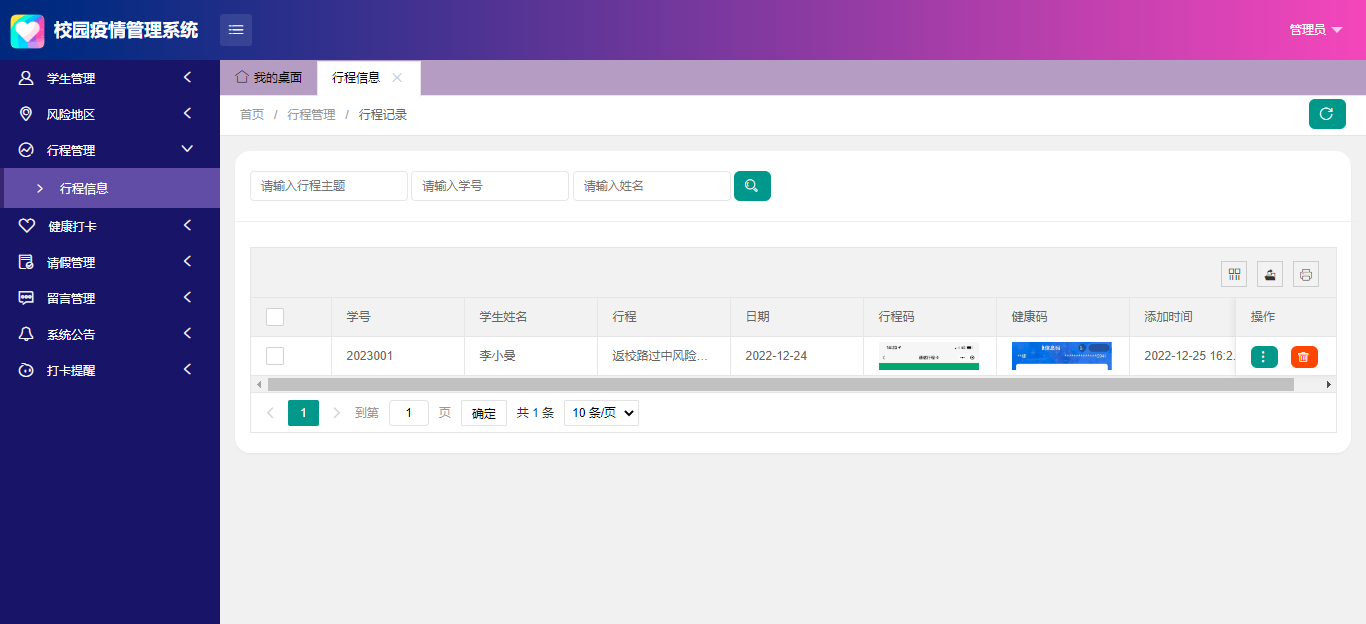 校园疫情管理系统
管理员
学生管理
风险地区
行程管理
行程信息
健康打卡
请假管理
留言管理
系统公告
打卡提醒
我的桌面 行程信息
首页 / 行程管理 / 行程记录
请输入行程主题 请输入学号 请输入姓名
学号 学生姓名 行程 日期 行程码 健康码 添加时间 操作
2023001 李小曼 返校路过中风险... 2022-12-24 2022-12-25 16:2...
1 到第 1 页 确定 共 1 条 10 条/页